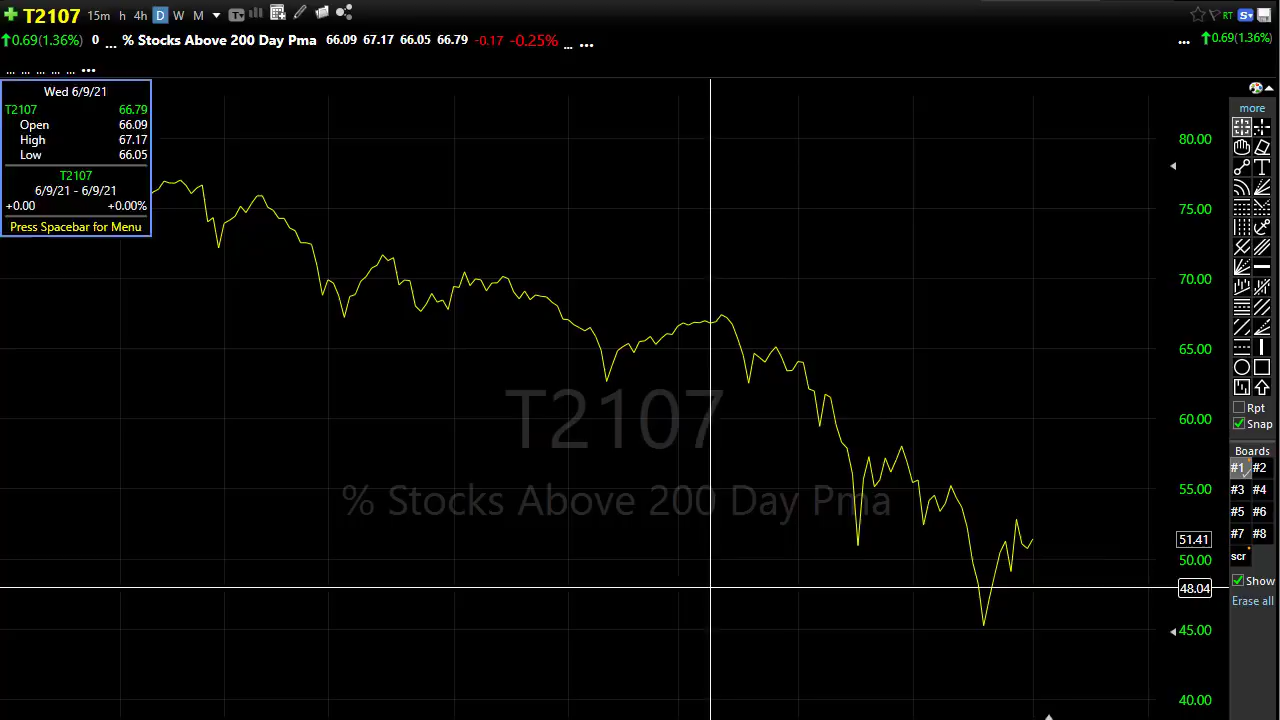 T2107 15m h 4h D W M T RT S
0.69(1.36%) 0 ... % Stocks Above 200 Day Pma 66.09 67.17 66.05 66.79 -0.17 -0.25% ... ... ... 0.69(1.36%)
... ... ... ... ... ...
Wed 6/9/21
T2107 66.79
Open 66.09
High 67.17
Low 66.05
T2107
6/9/21 - 6/9/21
+0.00 +0.00%
Press Spacebar for Menu
T2107
% Stocks Above 200 Day Pma
80.00
75.00
70.00
65.00
60.00
55.00
51.41
50.00
48.04
45.00
40.00
more
T
Rpt
Snap
Boards
#1 #2
#3 #4
#5 #6
#7 #8
scr
Show
Erase all